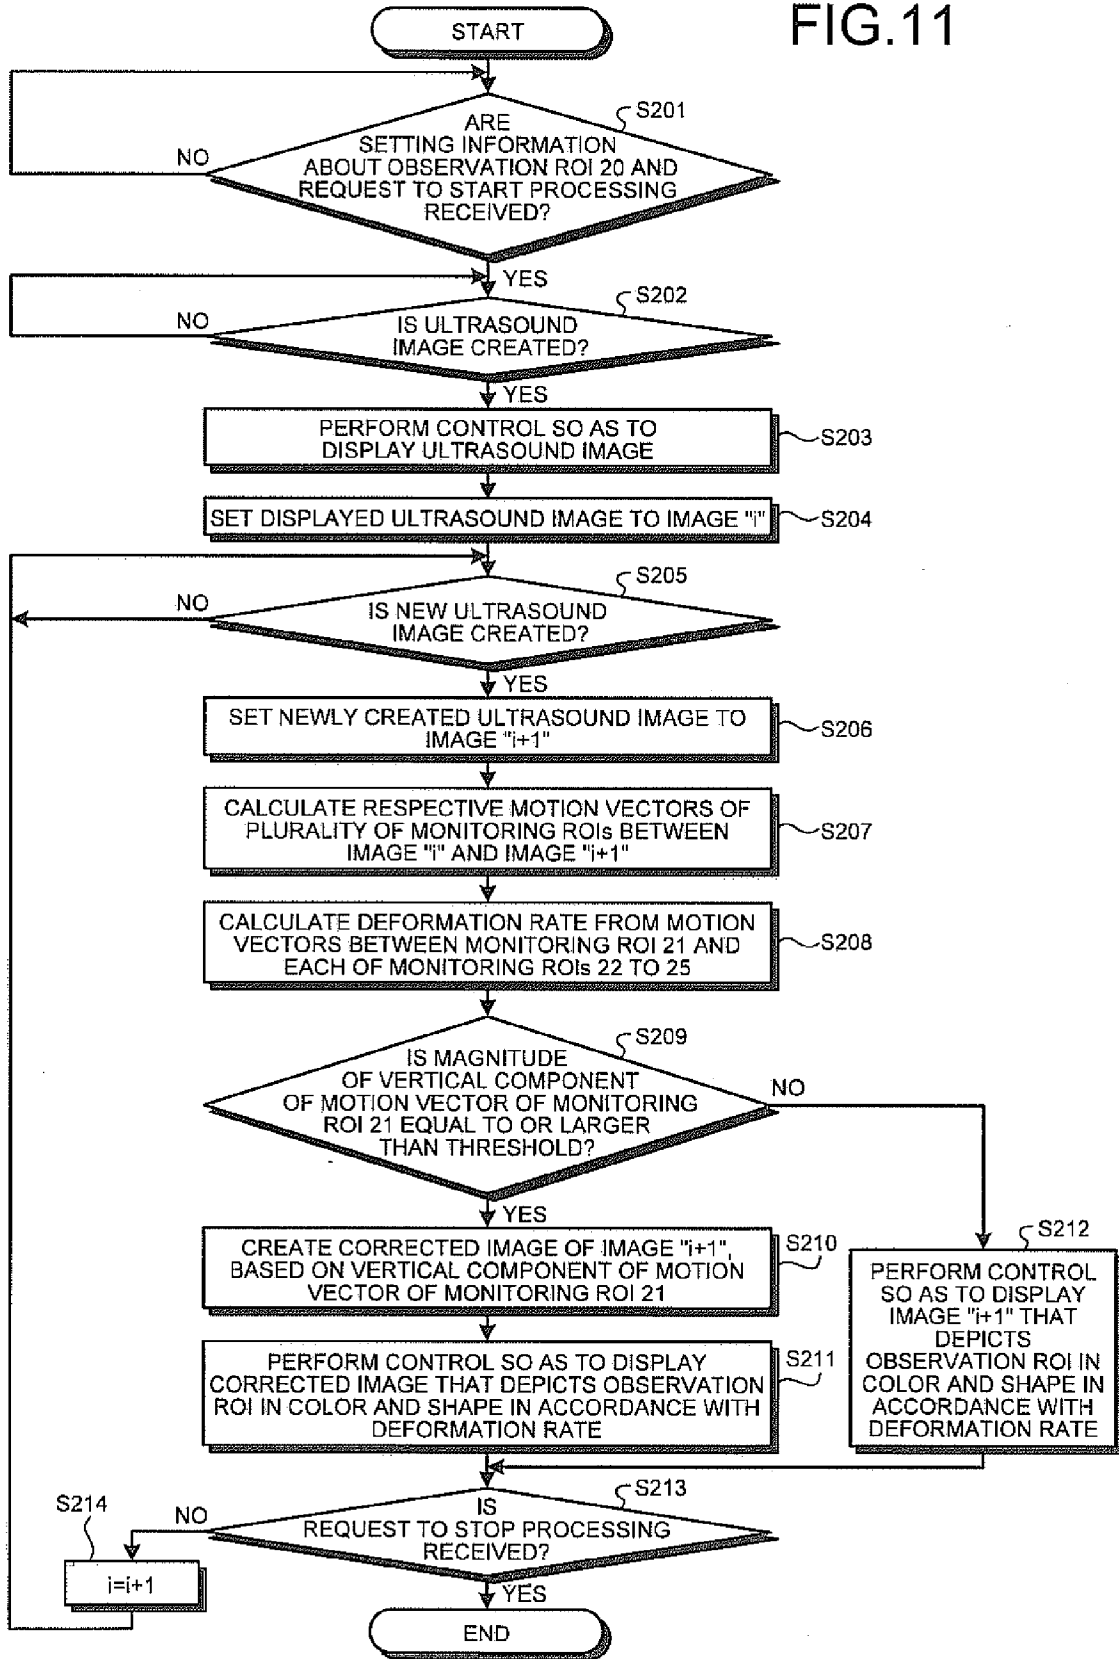 FIG.11
START
S201
ARE
SETTING INFORMATION
ABOUT OBSERVATION ROI 20 AND
REQUEST TO START PROCESSING
RECEIVED?
NO
YES
S202
IS ULTRASOUND
IMAGE CREATED?
NO
YES
PERFORM CONTROL SO AS TO
DISPLAY ULTRASOUND IMAGE
S203
SET DISPLAYED ULTRASOUND IMAGE TO IMAGE "i"
S204
S205
IS NEW ULTRASOUND
IMAGE CREATED?
NO
YES
SET NEWLY CREATED ULTRASOUND IMAGE TO
IMAGE "i+1"
S206
CALCULATE RESPECTIVE MOTION VECTORS OF
PLURALITY OF MONITORING ROIs BETWEEN
IMAGE "i" AND IMAGE "i+1"
S207
CALCULATE DEFORMATION RATE FROM MOTION
VECTORS BETWEEN MONITORING ROI 21 AND
EACH OF MONITORING ROIs 22 TO 25
S208
S209
IS MAGNITUDE
OF VERTICAL COMPONENT
OF MOTION VECTOR OF MONITORING
ROI 21 EQUAL TO OR LARGER
THAN THRESHOLD?
NO
YES
CREATE CORRECTED IMAGE OF IMAGE "i+1",
BASED ON VERTICAL COMPONENT OF MOTION
VECTOR OF MONITORING ROI 21
S210
PERFORM CONTROL SO AS TO DISPLAY
CORRECTED IMAGE THAT DEPICTS OBSERVATION
ROI IN COLOR AND SHAPE IN ACCORDANCE WITH
DEFORMATION RATE
S211
S212
PERFORM CONTROL
SO AS TO DISPLAY
IMAGE "i+1" THAT
DEPICTS
OBSERVATION ROI IN
COLOR AND SHAPE IN
ACCORDANCE WITH
DEFORMATION RATE
S213
IS
REQUEST TO STOP PROCESSING
RECEIVED?
NO
YES
S214
i=i+1
END